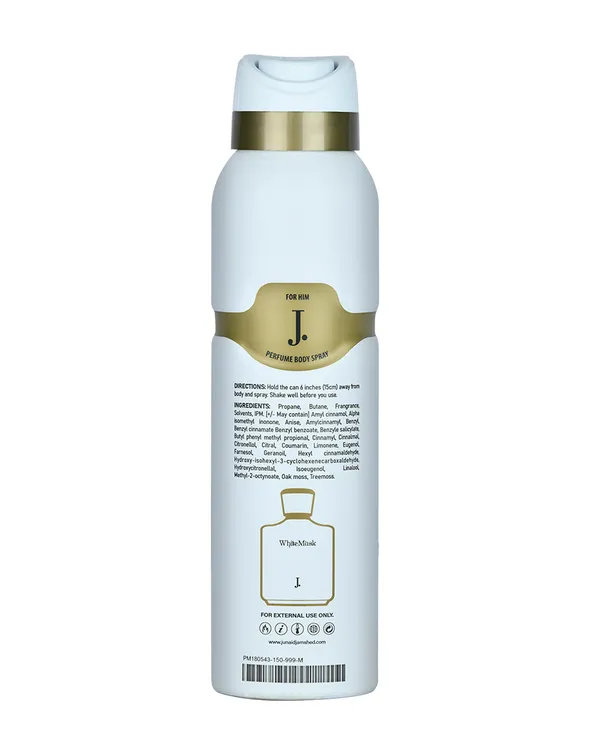 FOR HIM
J.
PERFUME BODY SPRAY
DIRECTIONS: Hold the can 6 inches (15cm) away from
body and spray. Shake well before you use.
INGREDIENTS: Propane, Butane, Frangrance,
Solvents, IPM, [+/- May contain] Amyl cinnamol, Alpha
isomethyl inonene, Anise, Amylcinnamyl, Benzyl,
Benzyl cinnamate Benzyl benzoate, Benzyle salicylate,
Butyl phenyl methyl propional, Cinnamyl, Cinnalmal,
Citronellol, Citral, Coumarin, Limonene, Eugenol,
Farnesol, Geraniol, Hexyl cinnamaldehyde,
Hydroxy-isohexyl-3-cyclohexenecarboxaldehyde,
Hydroxycitronellal, Isoeugenol, Linalool,
Methyl-2-octynoate, Oak moss, Treemoss.
White Musk
J.
FOR EXTERNAL USE ONLY.
www.junaidjamshed.com
PM180543-150-999-M